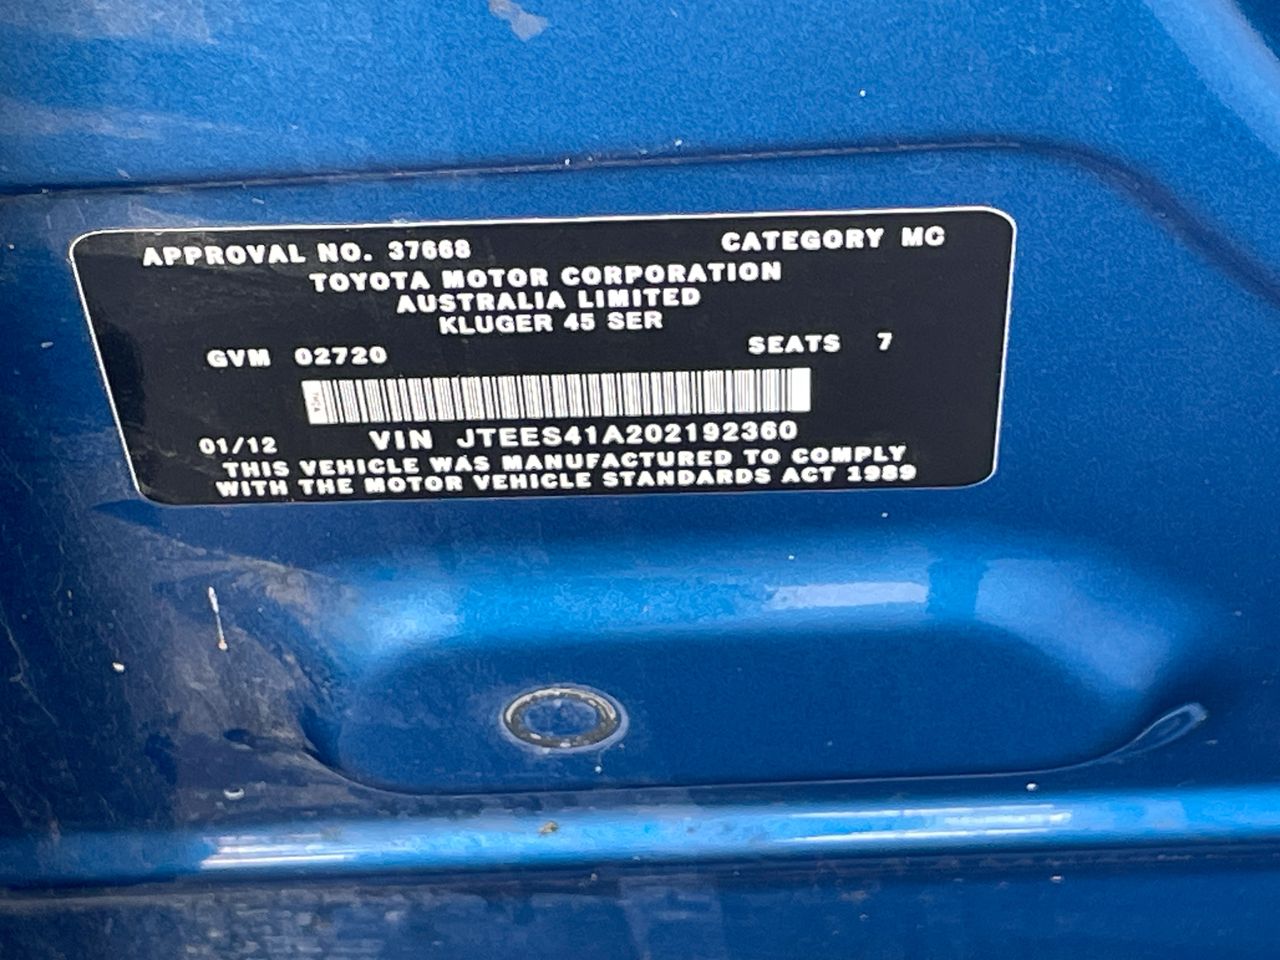 APPROVAL NO. 37668 CATEGORY MC
TOYOTA MOTOR CORPORATION
AUSTRALIA LIMITED
KLUGER 45 SER
GVM 02720 SEATS 7
01/12 VIN JTEES41A202192360
THIS VEHICLE WAS MANUFACTURED TO COMPLY
WITH THE MOTOR VEHICLE STANDARDS ACT 1989